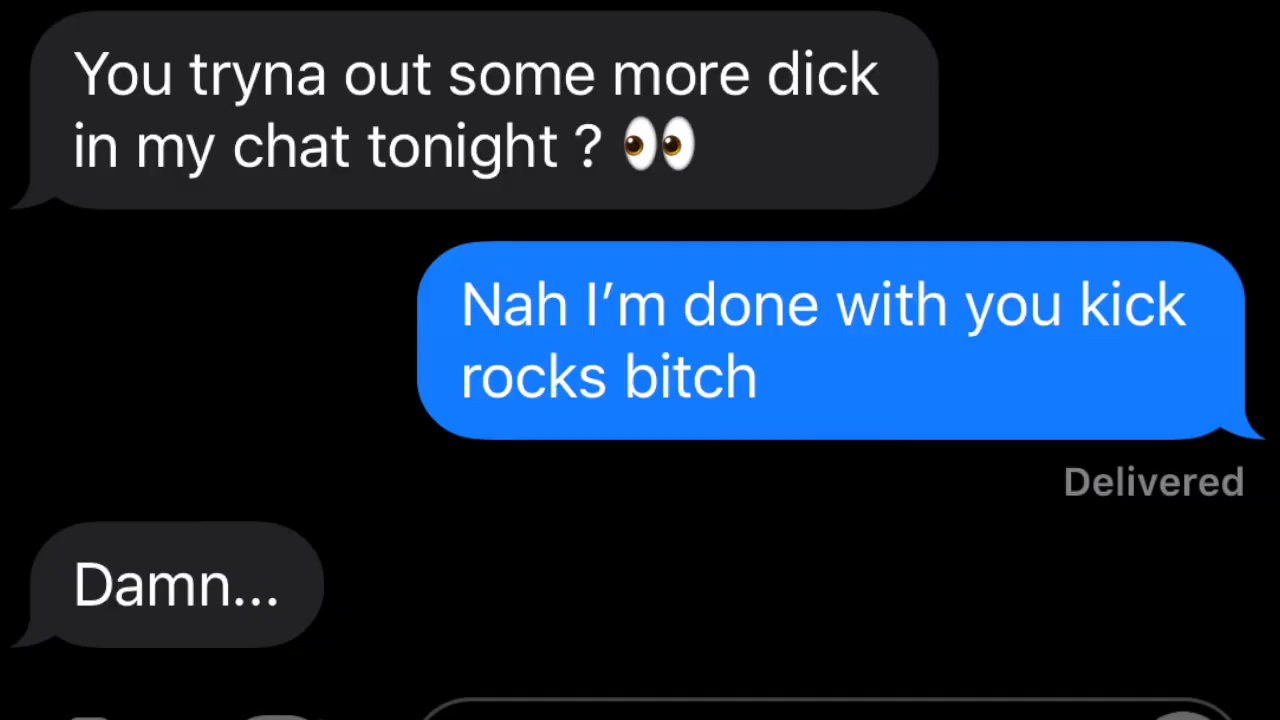 You tryna out some more dick
in my chat tonight ? 👀
Nah I’m done with you kick
rocks bitch
Delivered
Damn...